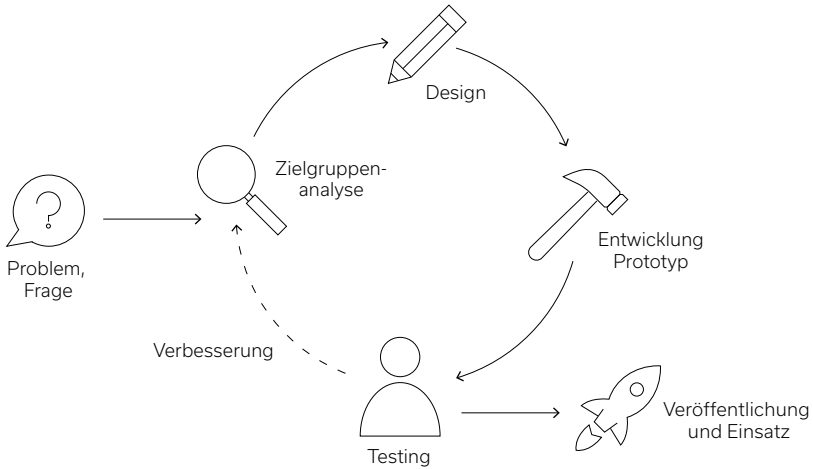 Problem,
Frage
?
Zielgruppen-
analyse
Design
Entwicklung
Prototyp
Testing
Verbesserung
Veröffentlichung
und Einsatz